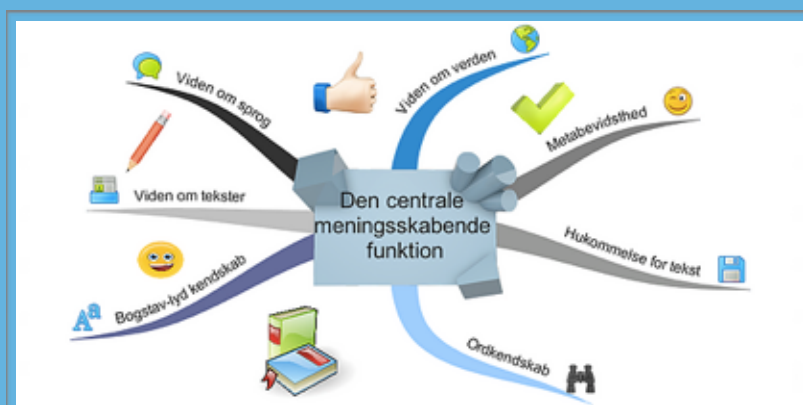 Viden om sprog
Viden om verden
Metabevidsthed
Viden om tekster
Den centrale
meningsskabende
funktion
Hukommelse for tekst
Bogstav-lyd kendskab
Aa
Ordkendskab